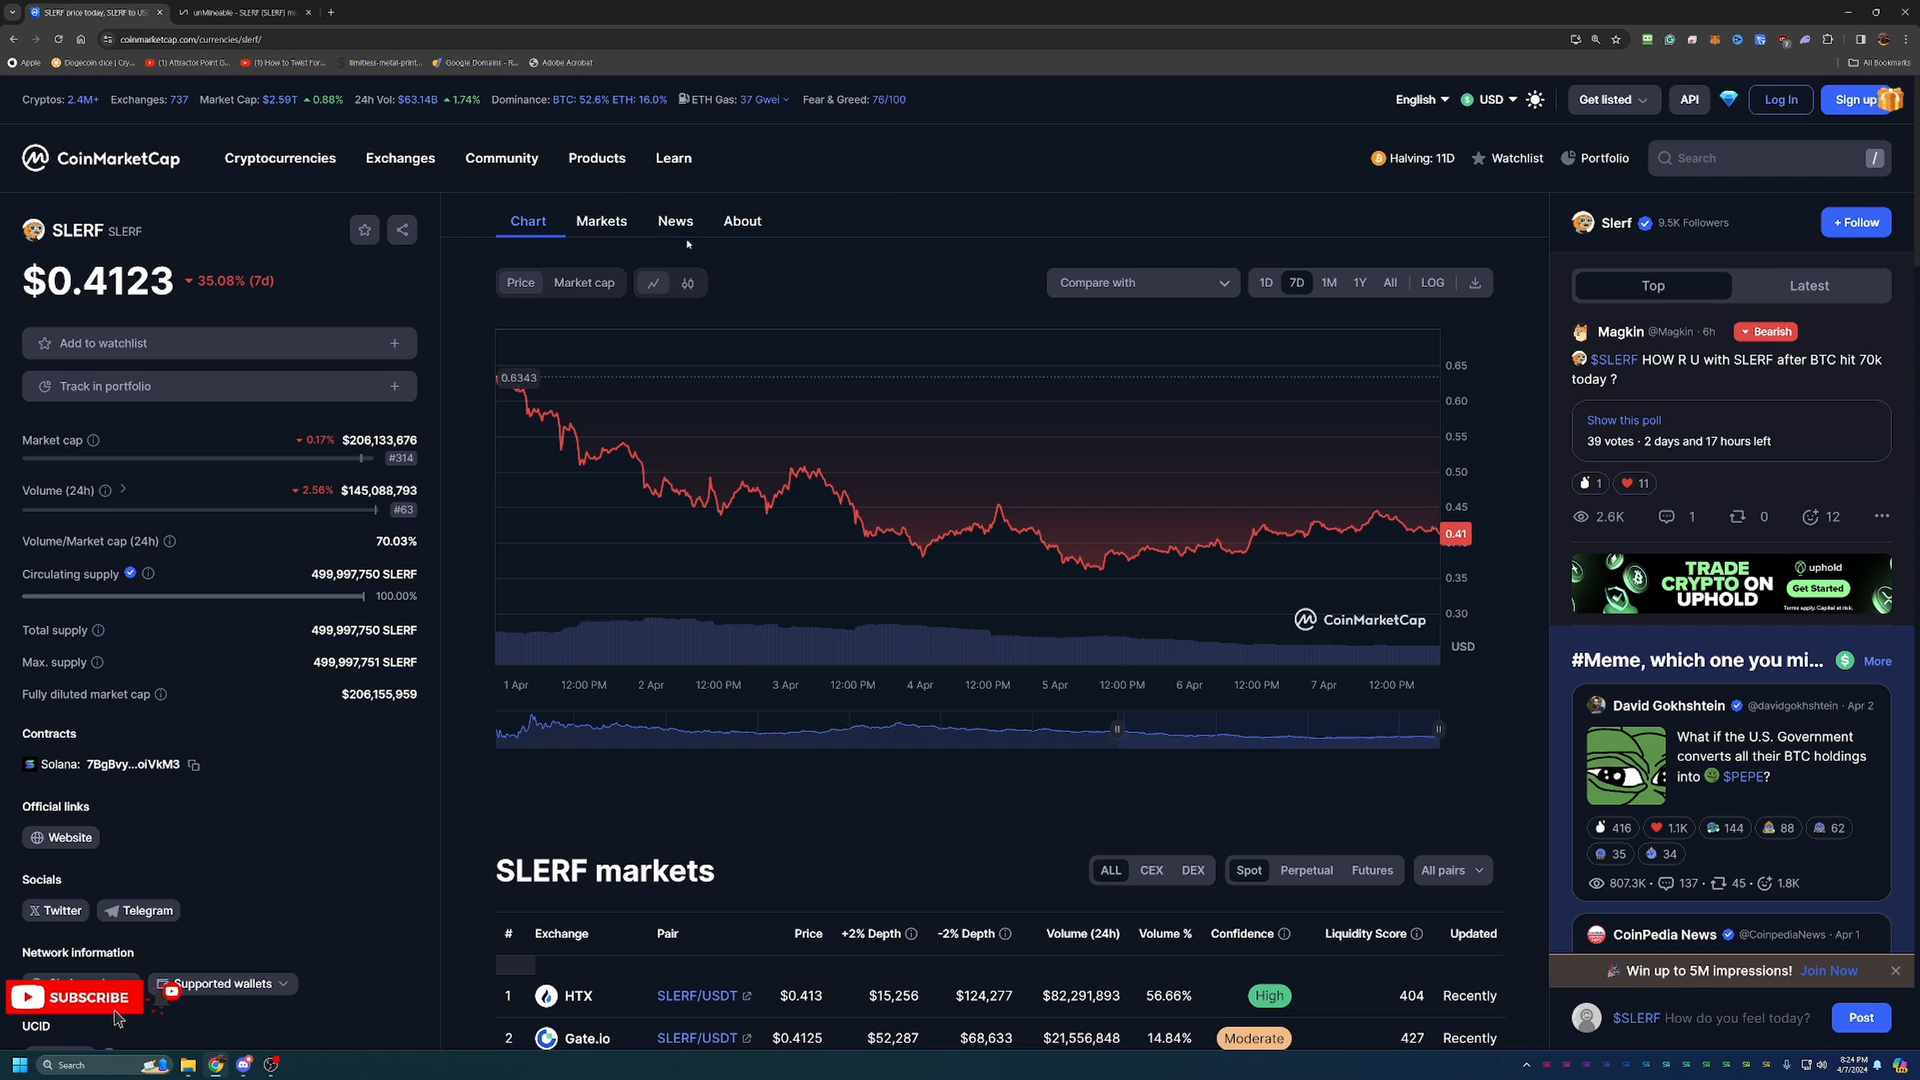 SLERF price today, SLERF to US
unMineable - SLERF (SLERF) mi
coinmarketcap.com/currencies/slerf/
Apple
Dogecoin dice | Cry...
(1) Attractor Point G...
(1) How to Twist For...
limitless-metal-print...
Google Domains - R...
Adobe Acrobat
All Bookmarks
Cryptos: 2.4M+ Exchanges: 737 Market Cap: $2.59T 0.88% 24h Vol: $63.14B 1.74% Dominance: BTC: 52.6% ETH: 16.0% ETH Gas: 37 Gwei Fear & Greed: 76/100
English USD Get listed API Log In Sign up
CoinMarketCap Cryptocurrencies Exchanges Community Products Learn
Halving: 11D Watchlist Portfolio Search /
SLERF SLERF
$0.4123 35.08% (7d)
Add to watchlist +
Track in portfolio +
Market cap 0.17% $206,133,676
#314
Volume (24h) 2.56% $145,088,793
#63
Volume/Market cap (24h) 70.03%
Circulating supply 499,997,750 SLERF
100.00%
Total supply 499,997,750 SLERF
Max. supply 499,997,751 SLERF
Fully diluted market cap $206,155,959
Contracts
Solana: 7BgBvy...oiVkM3
Official links
Website
Socials
Twitter Telegram
Network information
Supported wallets
SUBSCRIBE
UCID
Chart Markets News About
Price Market cap
Compare with
1D 7D 1M 1Y All LOG
0.6343
0.65
0.60
0.55
0.50
0.45
0.41
0.35
0.30
CoinMarketCap
USD
1 Apr 12:00 PM 2 Apr 12:00 PM 3 Apr 12:00 PM 4 Apr 12:00 PM 5 Apr 12:00 PM 6 Apr 12:00 PM 7 Apr 12:00 PM
SLERF markets
ALL CEX DEX Spot Perpetual Futures All pairs
# Exchange Pair Price +2% Depth -2% Depth Volume (24h) Volume % Confidence Liquidity Score Updated
1 HTX SLERF/USDT $0.413 $15,256 $124,277 $82,291,893 56.66% High 404 Recently
2 Gate.io SLERF/USDT $0.4125 $52,287 $68,633 $21,556,848 14.84% Moderate 427 Recently
Slerf 9.5K Followers + Follow
Top Latest
Magkin @Magkin · 6h Bearish
$SLERF HOW R U with SLERF after BTC hit 70k
today ?
Show this poll
39 votes · 2 days and 17 hours left
1 11
2.6K 1 0 12
TRADE
CRYPTO ON
UPHOLD
uphold
Get Started
Terms apply. Capital at risk.
#Meme, which one you mi... More
David Gokhshtein @davidgokhshtein · Apr 2
What if the U.S. Government
converts all their BTC holdings
into $PEPE?
416 1.1K 144 88 62
35 34
807.3K 137 45 1.8K
CoinPedia News @CoinpediaNews · Apr 1
Win up to 5M impressions! Join Now
$SLERF How do you feel today? Post
Search
8:24 PM
4/7/2024